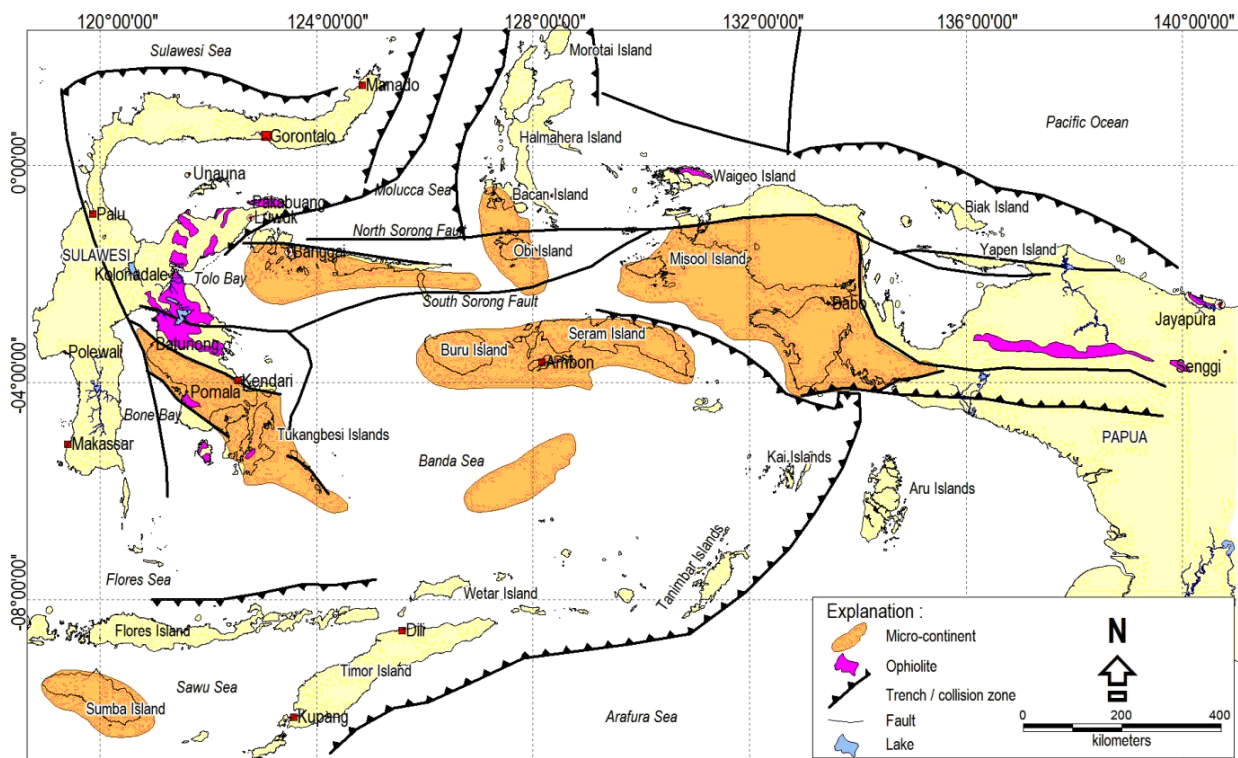 120°00'00" 124°00'00" 128°00'00" 132°00'00" 136°00'00" 140°00'00"
Sulawesi Sea
Morotai Island
Manado
Pacific Ocean
Gorontalo
Halmahera Island
0°00'00"
Unauna
Molucca Sea
Waigeo Island
Pakabuang
Bacan Island
Palu
Luwuk
Biak Island
North Sorong Fault
SULAWESI
Banggai
Obi Island
Misool Island
Yapen Island
Kolonadale
Tolo Bay
South Sorong Fault
Babo
Jayapura
Batunong
Buru Island
Seram Island
Polewali
Ambon
Senggi
-04°00'00"
Kendari
Pomala
Bone Bay
Tukangbesi Islands
PAPUA
Makassar
Banda Sea
Kai Islands
Aru Islands
Tanimbar Islands
Flores Sea
Wetar Island
-08°00'00"
Flores Island
Dili
Timor Island
Sawu Sea
Sumba Island
Kupang
Arafura Sea
Explanation :
Micro-continent
Ophiolite
Trench / collision zone
Fault
Lake
N
0 200 400
kilometers